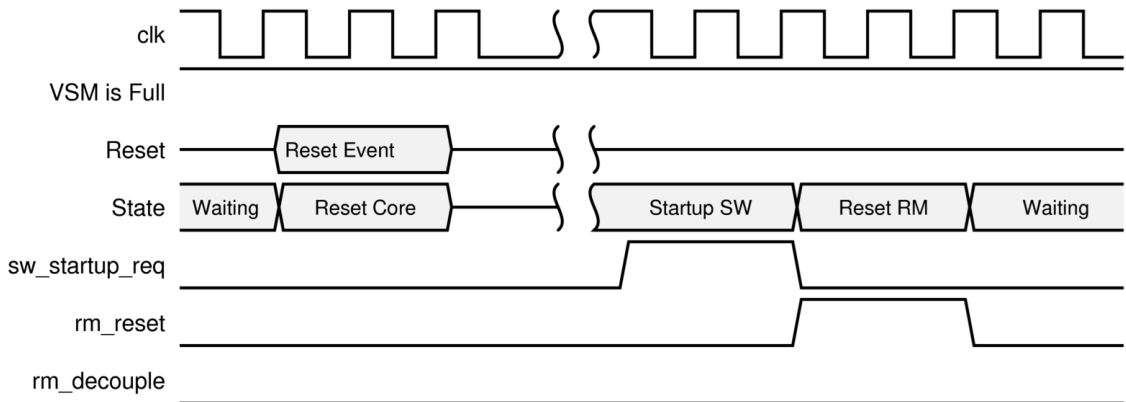 clk
VSM is Full
Reset Reset Event
State Waiting Reset Core Startup SW Reset RM Waiting
sw_startup_req
rm_reset
rm_decouple